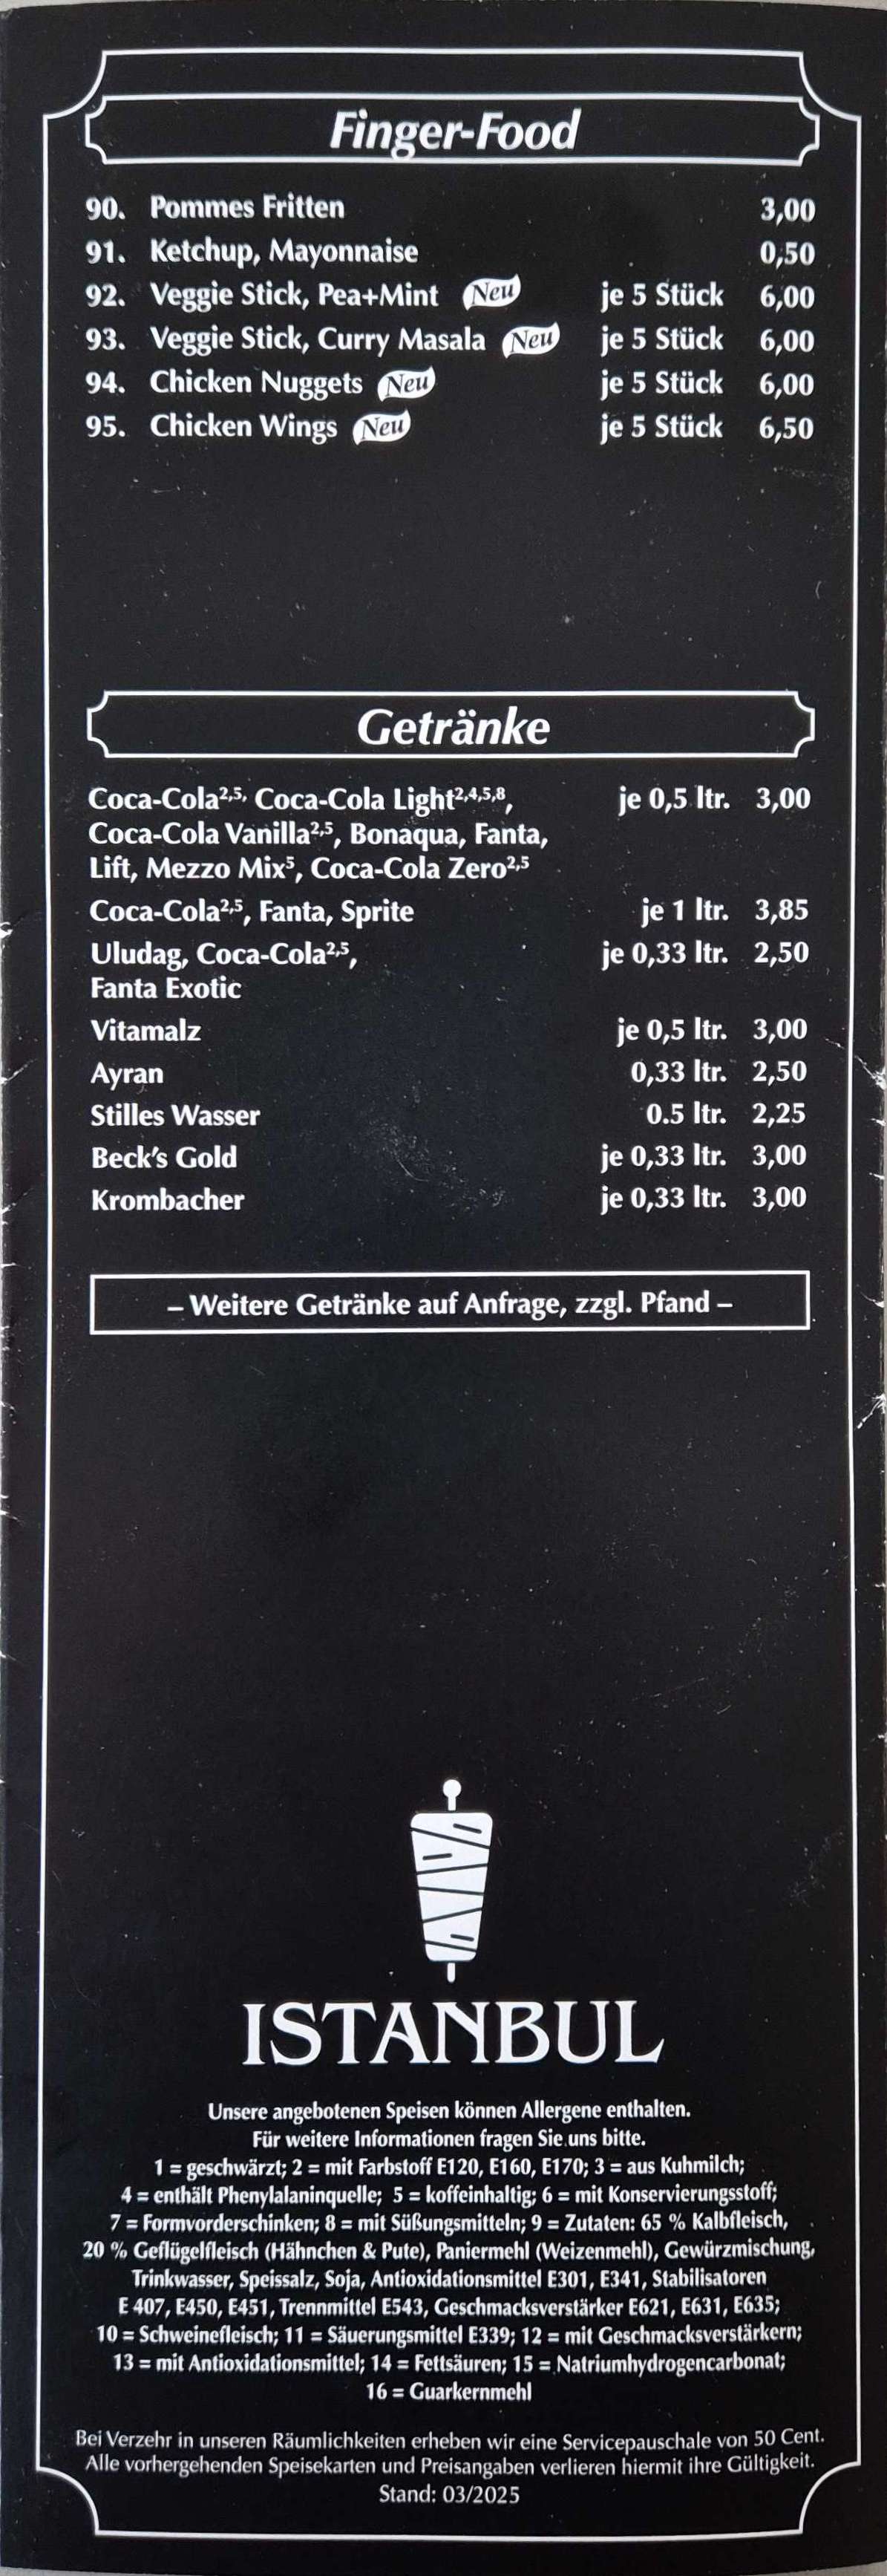 Finger-Food
90. Pommes Fritten 3,00
91. Ketchup, Mayonnaise 0,50
92. Veggie Stick, Pea+Mint Neu je 5 Stück 6,00
93. Veggie Stick, Curry Masala Neu je 5 Stück 6,00
94. Chicken Nuggets Neu je 5 Stück 6,00
95. Chicken Wings Neu je 5 Stück 6,50
Getränke
Coca-Cola²,⁵, Coca-Cola Light²,⁴,⁵,⁸, je 0,5 ltr. 3,00
Coca-Cola Vanilla²,⁵, Bonaqua, Fanta,
Lift, Mezzo Mix⁵, Coca-Cola Zero²,⁵
Coca-Cola²,⁵, Fanta, Sprite je 1 ltr. 3,85
Uludag, Coca-Cola²,⁵, je 0,33 ltr. 2,50
Fanta Exotic
Vitamalz je 0,5 ltr. 3,00
Ayran 0,33 ltr. 2,50
Stilles Wasser 0.5 ltr. 2,25
Beck's Gold je 0,33 ltr. 3,00
Krombacher je 0,33 ltr. 3,00
– Weitere Getränke auf Anfrage, zzgl. Pfand –
ISTANBUL
Unsere angebotenen Speisen können Allergene enthalten.
Für weitere Informationen fragen Sie uns bitte.
1 = geschwärzt; 2 = mit Farbstoff E120, E160, E170; 3 = aus Kuhmilch;
4 = enthält Phenylalaninquelle; 5 = koffeinhaltig; 6 = mit Konservierungsstoff;
7 = Formvorderschinken; 8 = mit Süßungsmitteln; 9 = Zutaten: 65 % Kalbfleisch,
20 % Geflügelfleisch (Hähnchen & Pute), Paniermehl (Weizenmehl), Gewürzmischung,
Trinkwasser, Speissalz, Soja, Antioxidationsmittel E301, E341, Stabilisatoren
E 407, E450, E451, Trennmittel E543, Geschmacksverstärker E621, E631, E635;
10 = Schweinefleisch; 11 = Säuerungsmittel E339; 12 = mit Geschmacksverstärkern;
13 = mit Antioxidationsmittel; 14 = Fettsäuren; 15 = Natriumhydrogencarbonat;
16 = Guarkernmehl
Bei Verzehr in unseren Räumlichkeiten erheben wir eine Servicepauschale von 50 Cent.
Alle vorhergehenden Speisekarten und Preisangaben verlieren hiermit ihre Gültigkeit.
Stand: 03/2025